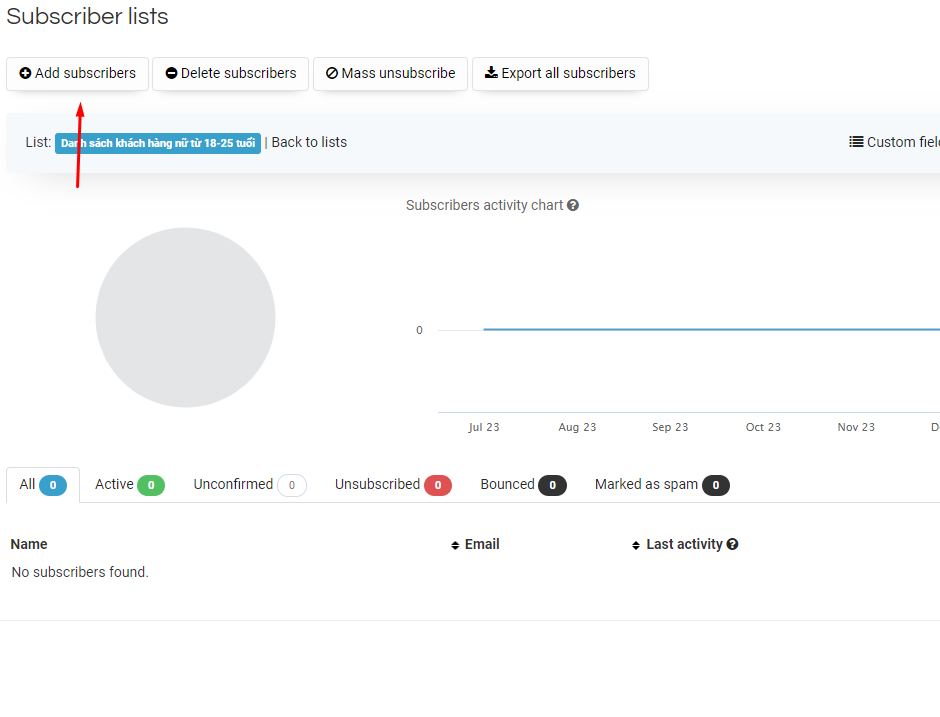 Subscriber lists
Add subscribers Delete subscribers Mass unsubscribe Export all subscribers
List: Danh sách khách hàng nữ từ 18-25 tuổi | Back to lists Custom fiel
Subscribers activity chart
0
Jul 23 Aug 23 Sep 23 Oct 23 Nov 23 D
All 0 Active 0 Unconfirmed 0 Unsubscribed 0 Bounced 0 Marked as spam 0
Name Email Last activity
No subscribers found.